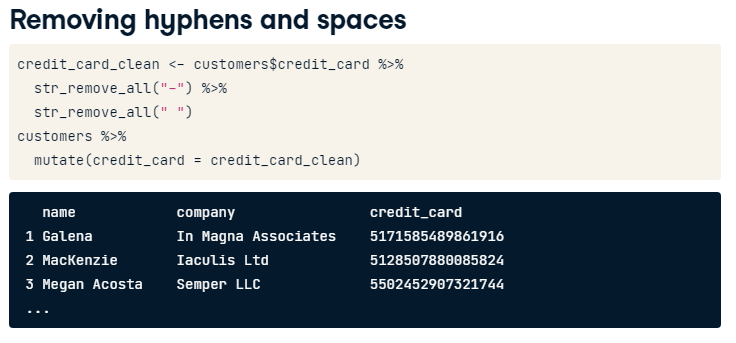 Removing hyphens and spaces
credit_card_clean <- customers$credit_card %>%
  str_remove_all("-") %>%
  str_remove_all(" ")
customers %>%
  mutate(credit_card = credit_card_clean)
  name            company                credit_card
1 Galena          In Magna Associates    5171585489861916
2 MacKenzie       Iaculis Ltd            5128507880085824
3 Megan Acosta    Semper LLC             5502452907321744
...